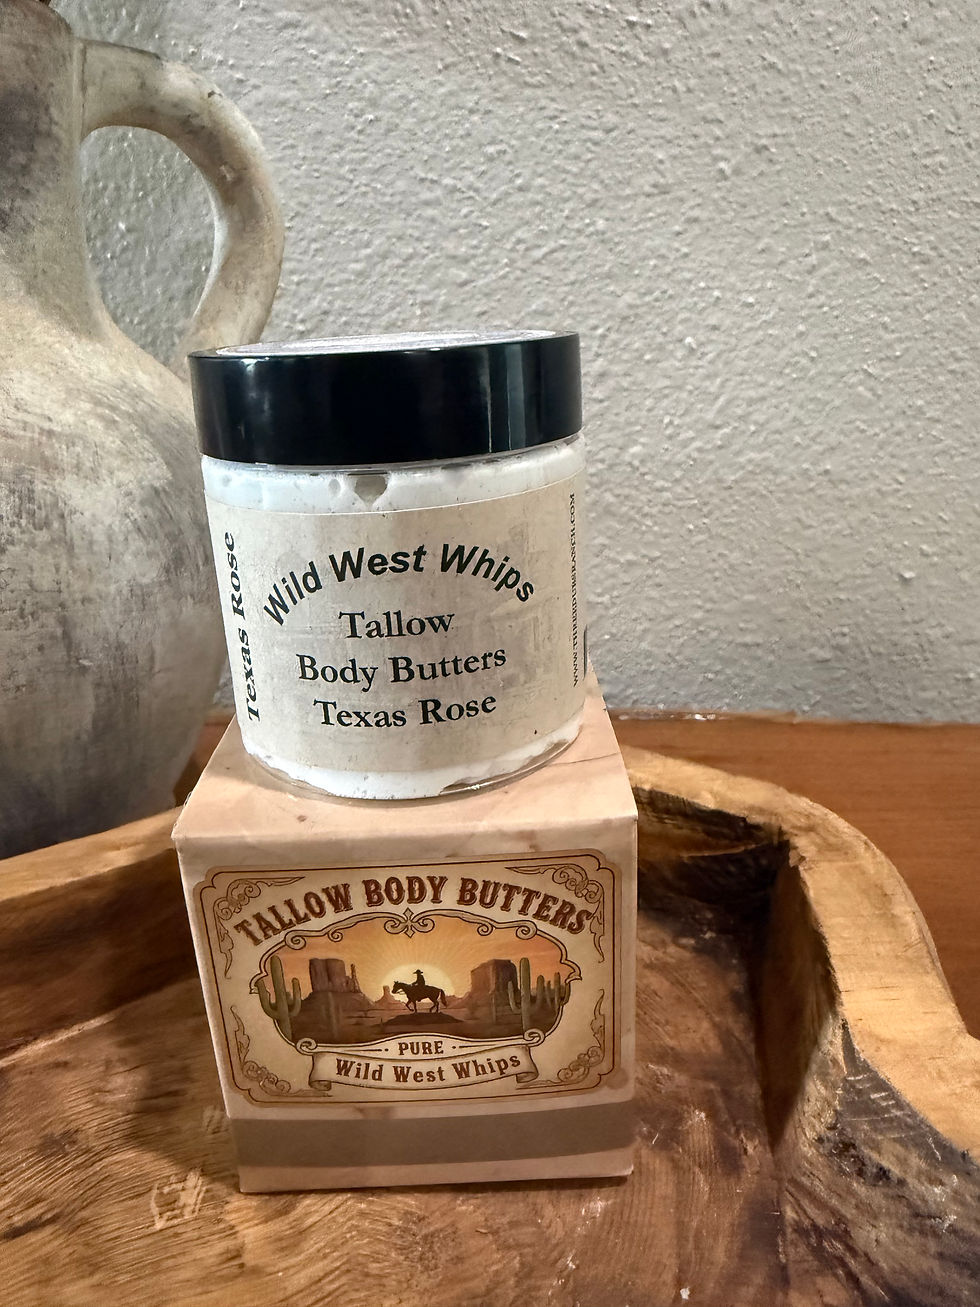 Wild West Whips
Tallow
Body Butters
Texas Rose
Texas Rose
TALLOW BODY BUTTERS
PURE
Wild West Whips